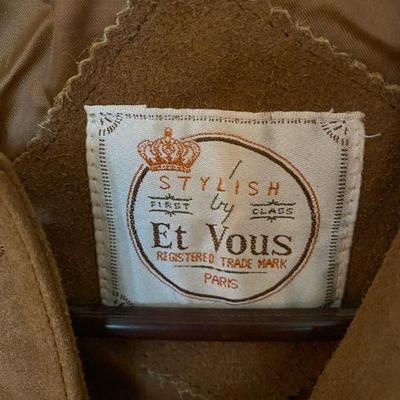 STYLISH
FIRST by CLASS
Et Vous
REGISTERED TRADE MARK
PARIS